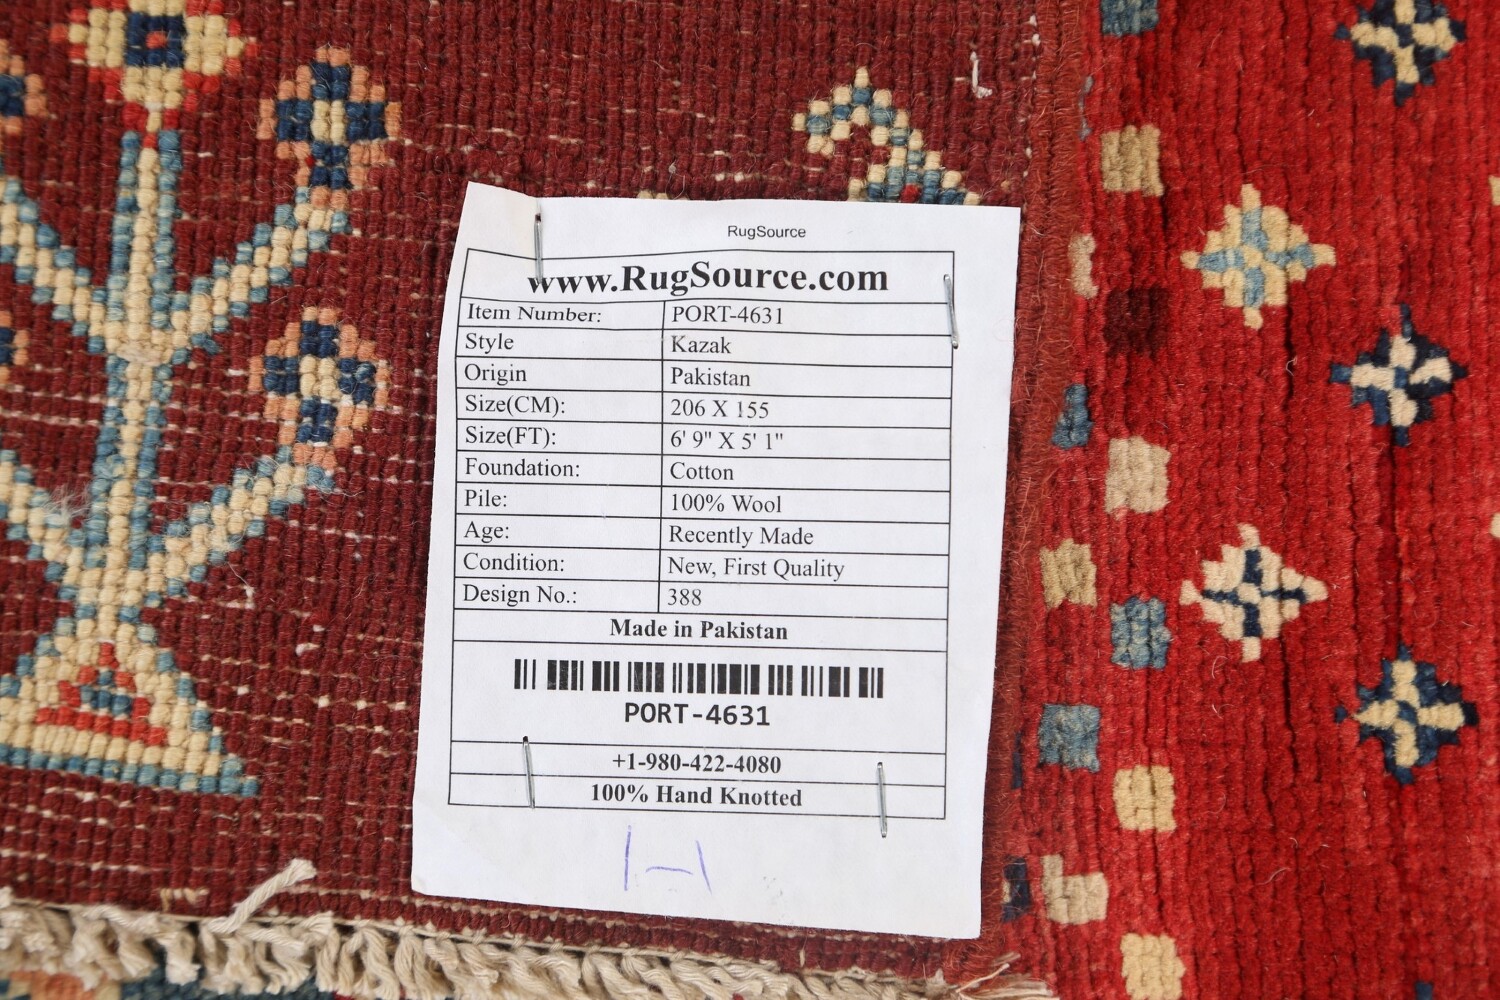 RugSource
www.RugSource.com
Item Number: PORT-4631
Style Kazak
Origin Pakistan
Size(CM): 206 X 155
Size(FT): 6' 9" X 5' 1"
Foundation: Cotton
Pile: 100% Wool
Age: Recently Made
Condition: New, First Quality
Design No.: 388
Made in Pakistan
PORT-4631
+1-980-422-4080
100% Hand Knotted
H